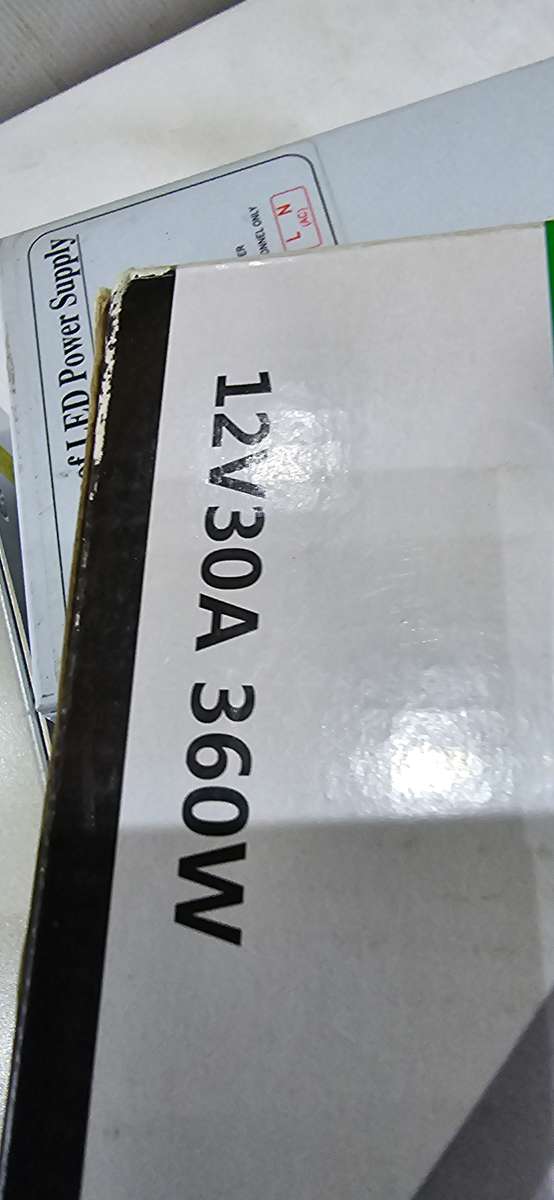 12V30A 360W
of LED Power Supply
L N
(AC)